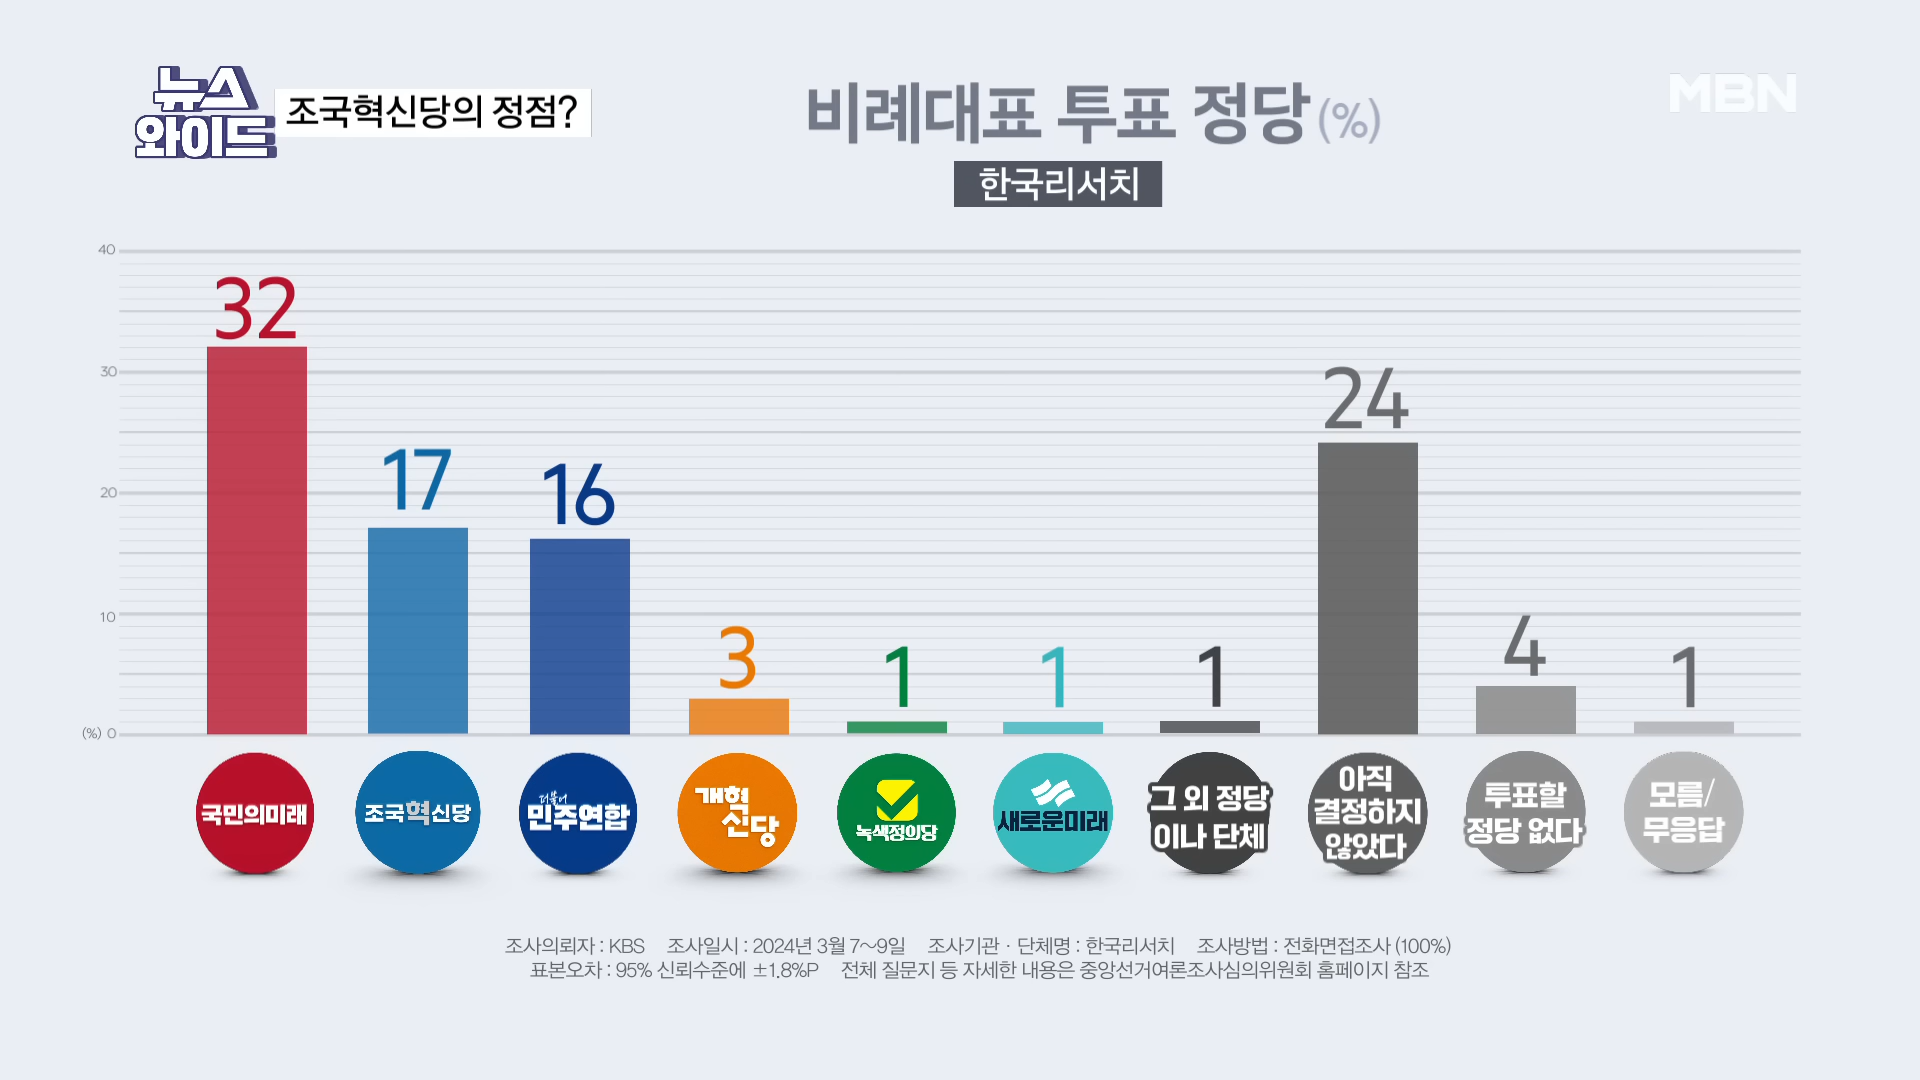 뉴스
와이드
조국혁신당의 정점?
비례대표 투표 정당(%)
MBN
한국리서치
40
30
20
10
(%) 0
32
17
16
3
1
1
1
24
4
1
국민의미래
조국혁신당
더불어
민주연합
개혁
신당
녹색정의당
새로운미래
그 외 정당
이나 단체
아직
결정하지
않았다
투표할
정당 없다
모름/
무응답
조사의뢰자 : KBS 조사일시 : 2024년 3월 7~9일 조사기관 · 단체명 : 한국리서치 조사방법 : 전화면접조사 (100%)
표본오차 : 95% 신뢰수준에 ±1.8%P 전체 질문지 등 자세한 내용은 중앙선거여론조사심의위원회 홈페이지 참조